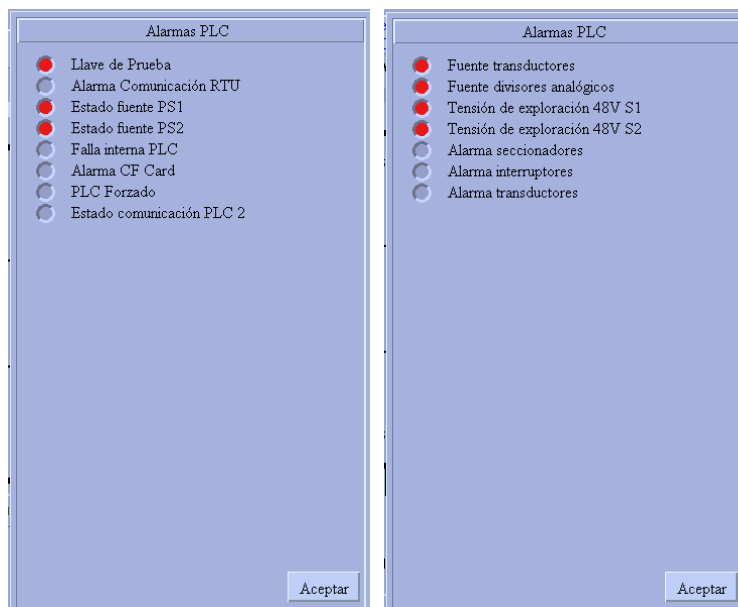 Alarmas PLC
Llave de Prueba
Alarma Comunicación RTU
Estado fuente PS1
Estado fuente PS2
Falla interna PLC
Alarma CF Card
PLC Forzado
Estado comunicación PLC 2
Aceptar
Alarmas PLC
Fuente transductores
Fuente divisores analógicos
Tensión de exploración 48V S1
Tensión de exploración 48V S2
Alarma seccionadores
Alarma interruptores
Alarma transductores
Aceptar